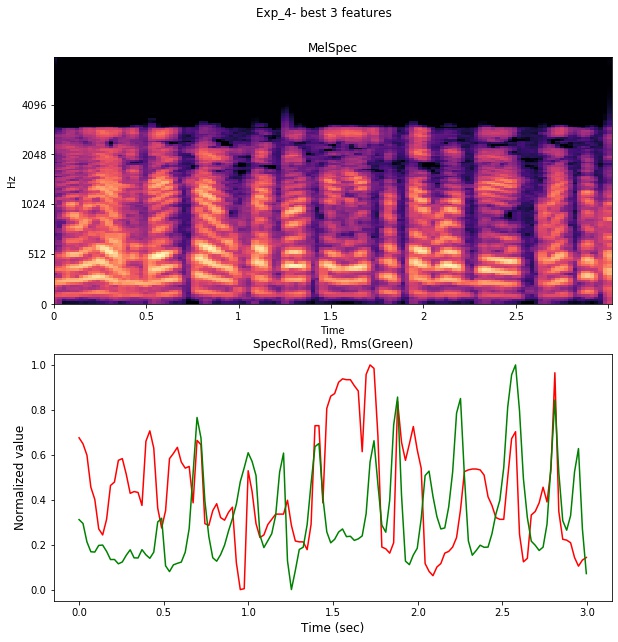 Exp_4- best 3 features
MelSpec
Hz
4096
2048
1024
512
0
0 0.5 1 1.5 2 2.5 3
Time
SpecRol(Red), Rms(Green)
Normalized value
1.0
0.8
0.6
0.4
0.2
0.0
0.0 0.5 1.0 1.5 2.0 2.5 3.0
Time (sec)